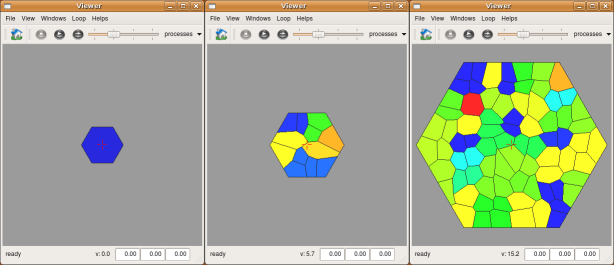 Viewer
File View Windows Loop Helps
processes
ready v: 0.0 0.00 0.00 0.00
Viewer
File View Windows Loop Helps
processes
ready v: 5.7 0.00 0.00 0.00
Viewer
File View Windows Loop Helps
processes
ready v: 15.2 0.00 0.00 0.00